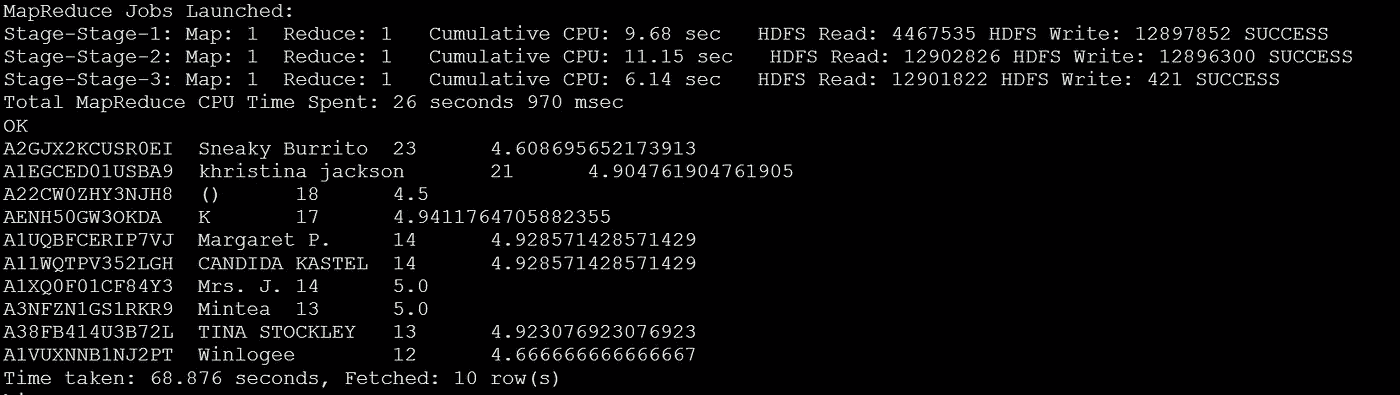 MapReduce Jobs Launched:
Stage-Stage-1: Map: 1  Reduce: 1   Cumulative CPU: 9.68 sec   HDFS Read: 4467535 HDFS Write: 12897852 SUCCESS
Stage-Stage-2: Map: 1  Reduce: 1   Cumulative CPU: 11.15 sec   HDFS Read: 12902826 HDFS Write: 12896300 SUCCESS
Stage-Stage-3: Map: 1  Reduce: 1   Cumulative CPU: 6.14 sec   HDFS Read: 12901822 HDFS Write: 421 SUCCESS
Total MapReduce CPU Time Spent: 26 seconds 970 msec
OK
A2GJX2KCUSR0EI  Sneaky Burrito  23      4.608695652173913
A1EGCED01USBA9  khristina jackson       21      4.904761904761905
A22CW0ZHY3NJH8  ()      18      4.5
AENH50GW3OKDA   K       17      4.9411764705882355
A1UQBFCERIP7VJ  Margaret P.     14      4.928571428571429
A11WQTPV352LGH  CANDIDA KASTEL  14      4.928571428571429
A1XQ0F01CF84Y3  Mrs. J. 14      5.0
A3NFZN1GS1RKR9  Mintea  13      5.0
A38FB414U3B72L  TINA STOCKLEY   13      4.923076923076923
A1VUXNNB1NJ2PT  Winlogee        12      4.666666666666667
Time taken: 68.876 seconds, Fetched: 10 row(s)